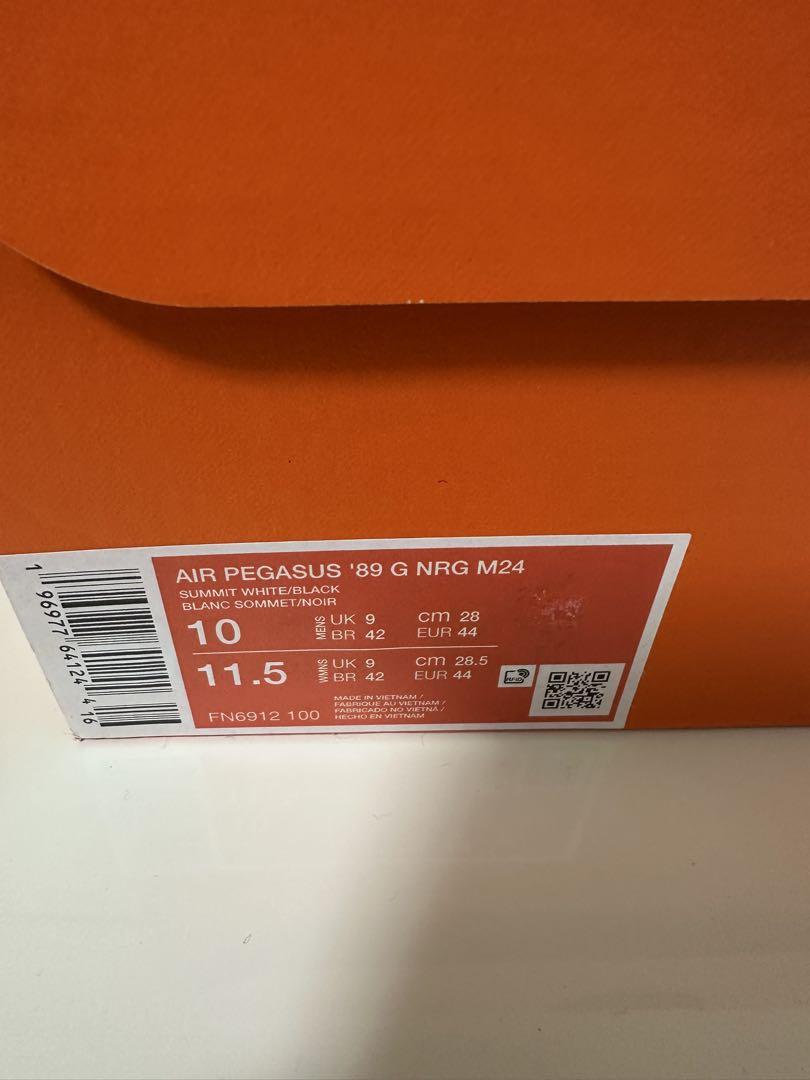 AIR PEGASUS '89 G NRG M24
SUMMIT WHITE/BLACK
BLANC SOMMET/NOIR
10 MENS UK 9 cm 28
BR 42 EUR 44
11.5 WMNS UK 9 cm 28.5
BR 42 EUR 44
FN6912 100
MADE IN VIETNAM /
FABRIQUE AU VIETNAM /
FABRICADO NO VIETNÃ /
HECHO EN VIETNAM
RFID
1 96977 64124 4 16